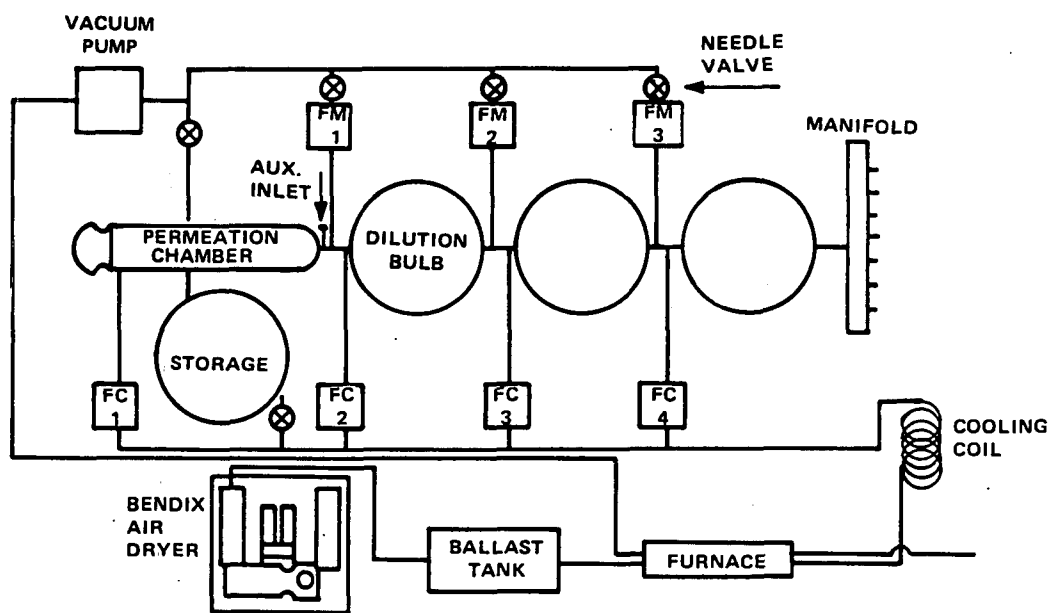 VACUUM
PUMP
NEEDLE
VALVE
FM
1
FM
2
FM
3
MANIFOLD
AUX.
INLET
PERMEATION
CHAMBER
DILUTION
BULB
STORAGE
FC
1
FC
2
FC
3
FC
4
COOLING
COIL
BENDIX
AIR
DRYER
BALLAST
TANK
FURNACE